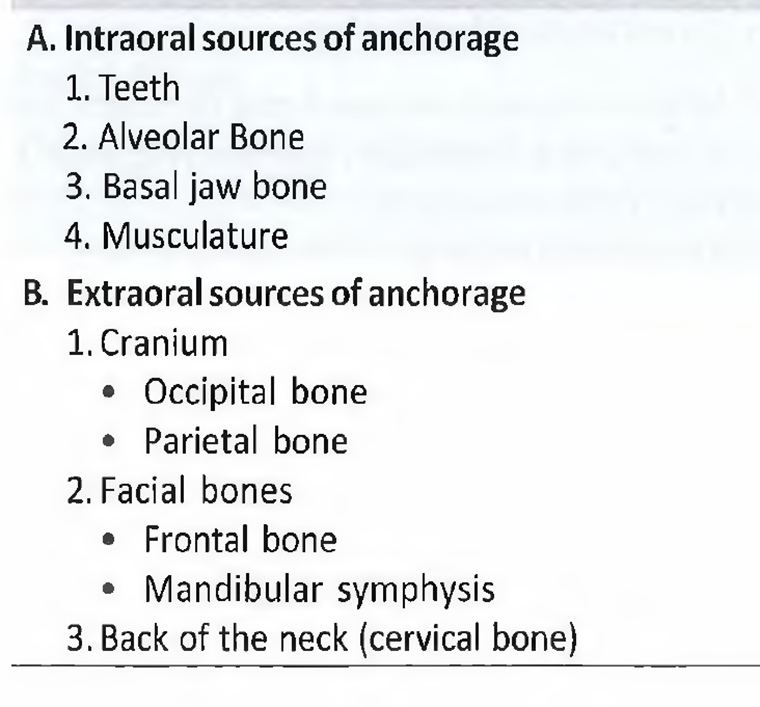 A. Intraoral sources of anchorage
1. Teeth
2. Alveolar Bone
3. Basal jaw bone
4. Musculature
B. Extraoral sources of anchorage
1. Cranium
• Occipital bone
• Parietal bone
2. Facial bones
• Frontal bone
• Mandibular symphysis
3. Back of the neck (cervical bone)